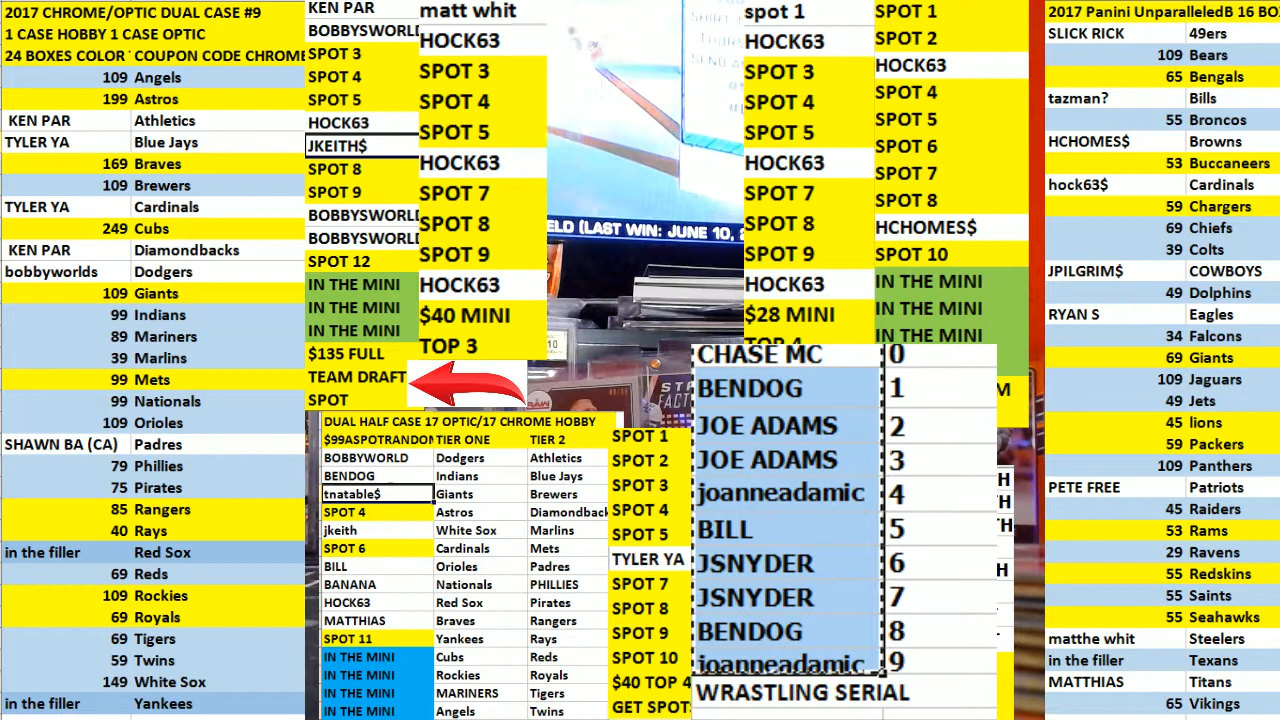 2017 CHROME/OPTIC DUAL CASE #9
1 CASE HOBBY 1 CASE OPTIC
24 BOXES COLOR COUPON CODE CHROME
109 Angels
199 Astros
KEN PAR Athletics
TYLER YA Blue Jays
169 Braves
109 Brewers
TYLER YA Cardinals
249 Cubs
KEN PAR Diamondbacks
bobbyworlds Dodgers
109 Giants
99 Indians
89 Mariners
39 Marlins
99 Mets
99 Nationals
109 Orioles
SHAWN BA (CA) Padres
79 Phillies
75 Pirates
85 Rangers
40 Rays
in the filler Red Sox
69 Reds
109 Rockies
69 Royals
69 Tigers
59 Twins
149 White Sox
in the filler Yankees
KEN PAR
BOBBYSWORLD
SPOT 3
SPOT 4
SPOT 5
HOCK63
JKEITH$
SPOT 8
SPOT 9
BOBBYSWORLD
BOBBYSWORLD
SPOT 12
IN THE MINI
IN THE MINI
IN THE MINI
$135 FULL
TEAM DRAFT
SPOT
matt whit
HOCK63
SPOT 3
SPOT 4
SPOT 5
HOCK63
SPOT 7
SPOT 8
SPOT 9
HOCK63
$40 MINI
TOP 3
ELD (LAST WIN: JUNE 10, 2
spot 1
HOCK63
SPOT 3
SPOT 4
SPOT 5
HOCK63
SPOT 7
SPOT 8
SPOT 9
HOCK63
$28 MINI
TOP 4
SPOT 1
SPOT 2
HOCK63
SPOT 4
SPOT 5
SPOT 6
SPOT 7
SPOT 8
HCHOMES$
SPOT 10
IN THE MINI
IN THE MINI
IN THE MINI
DUAL HALF CASE 17 OPTIC/17 CHROME HOBBY
$99ASPOTRANDOM TIER ONE TIER 2
BOBBYWORLD Dodgers Athletics
BENDOG Indians Blue Jays
tnatable$ Giants Brewers
SPOT 4 Astros Diamondback
jkeith White Sox Marlins
SPOT 6 Cardinals Mets
BILL Orioles Padres
BANANA Nationals PHILLIES
HOCK63 Red Sox Pirates
MATTHIAS Braves Rangers
SPOT 11 Yankees Rays
IN THE MINI Cubs Reds
IN THE MINI Rockies Royals
IN THE MINI MARINERS Tigers
IN THE MINI Angels Twins
SPOT 1
SPOT 2
SPOT 3
SPOT 4
SPOT 5
TYLER YA
SPOT 7
SPOT 8
SPOT 9
SPOT 10
$40 TOP 4
GET SPOT
CHASE MC 0
BENDOG 1
JOE ADAMS 2
JOE ADAMS 3
joanneadamic 4
BILL 5
JSNYDER 6
JSNYDER 7
BENDOG 8
joanneadamic 9
WRASTLING SERIAL
2017 Panini UnparalleledB 16 BO
SLICK RICK 49ers
109 Bears
65 Bengals
tazman? Bills
55 Broncos
HCHOMES$ Browns
53 Buccaneers
hock63$ Cardinals
59 Chargers
69 Chiefs
39 Colts
JPILGRIM$ COWBOYS
49 Dolphins
RYAN S Eagles
34 Falcons
69 Giants
109 Jaguars
49 Jets
45 lions
59 Packers
109 Panthers
PETE FREE Patriots
45 Raiders
53 Rams
29 Ravens
55 Redskins
55 Saints
55 Seahawks
matthe whit Steelers
in the filler Texans
MATTHIAS Titans
65 Vikings